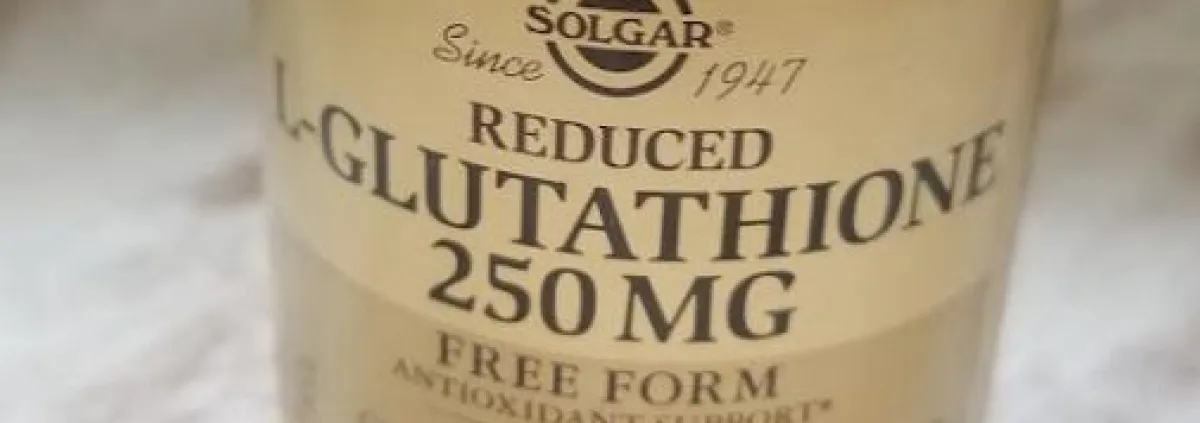 SOLGAR®
Since 1947
REDUCED
L-GLUTATHIONE
250 MG
FREE FORM
ANTIOXIDANT SUPPORT*